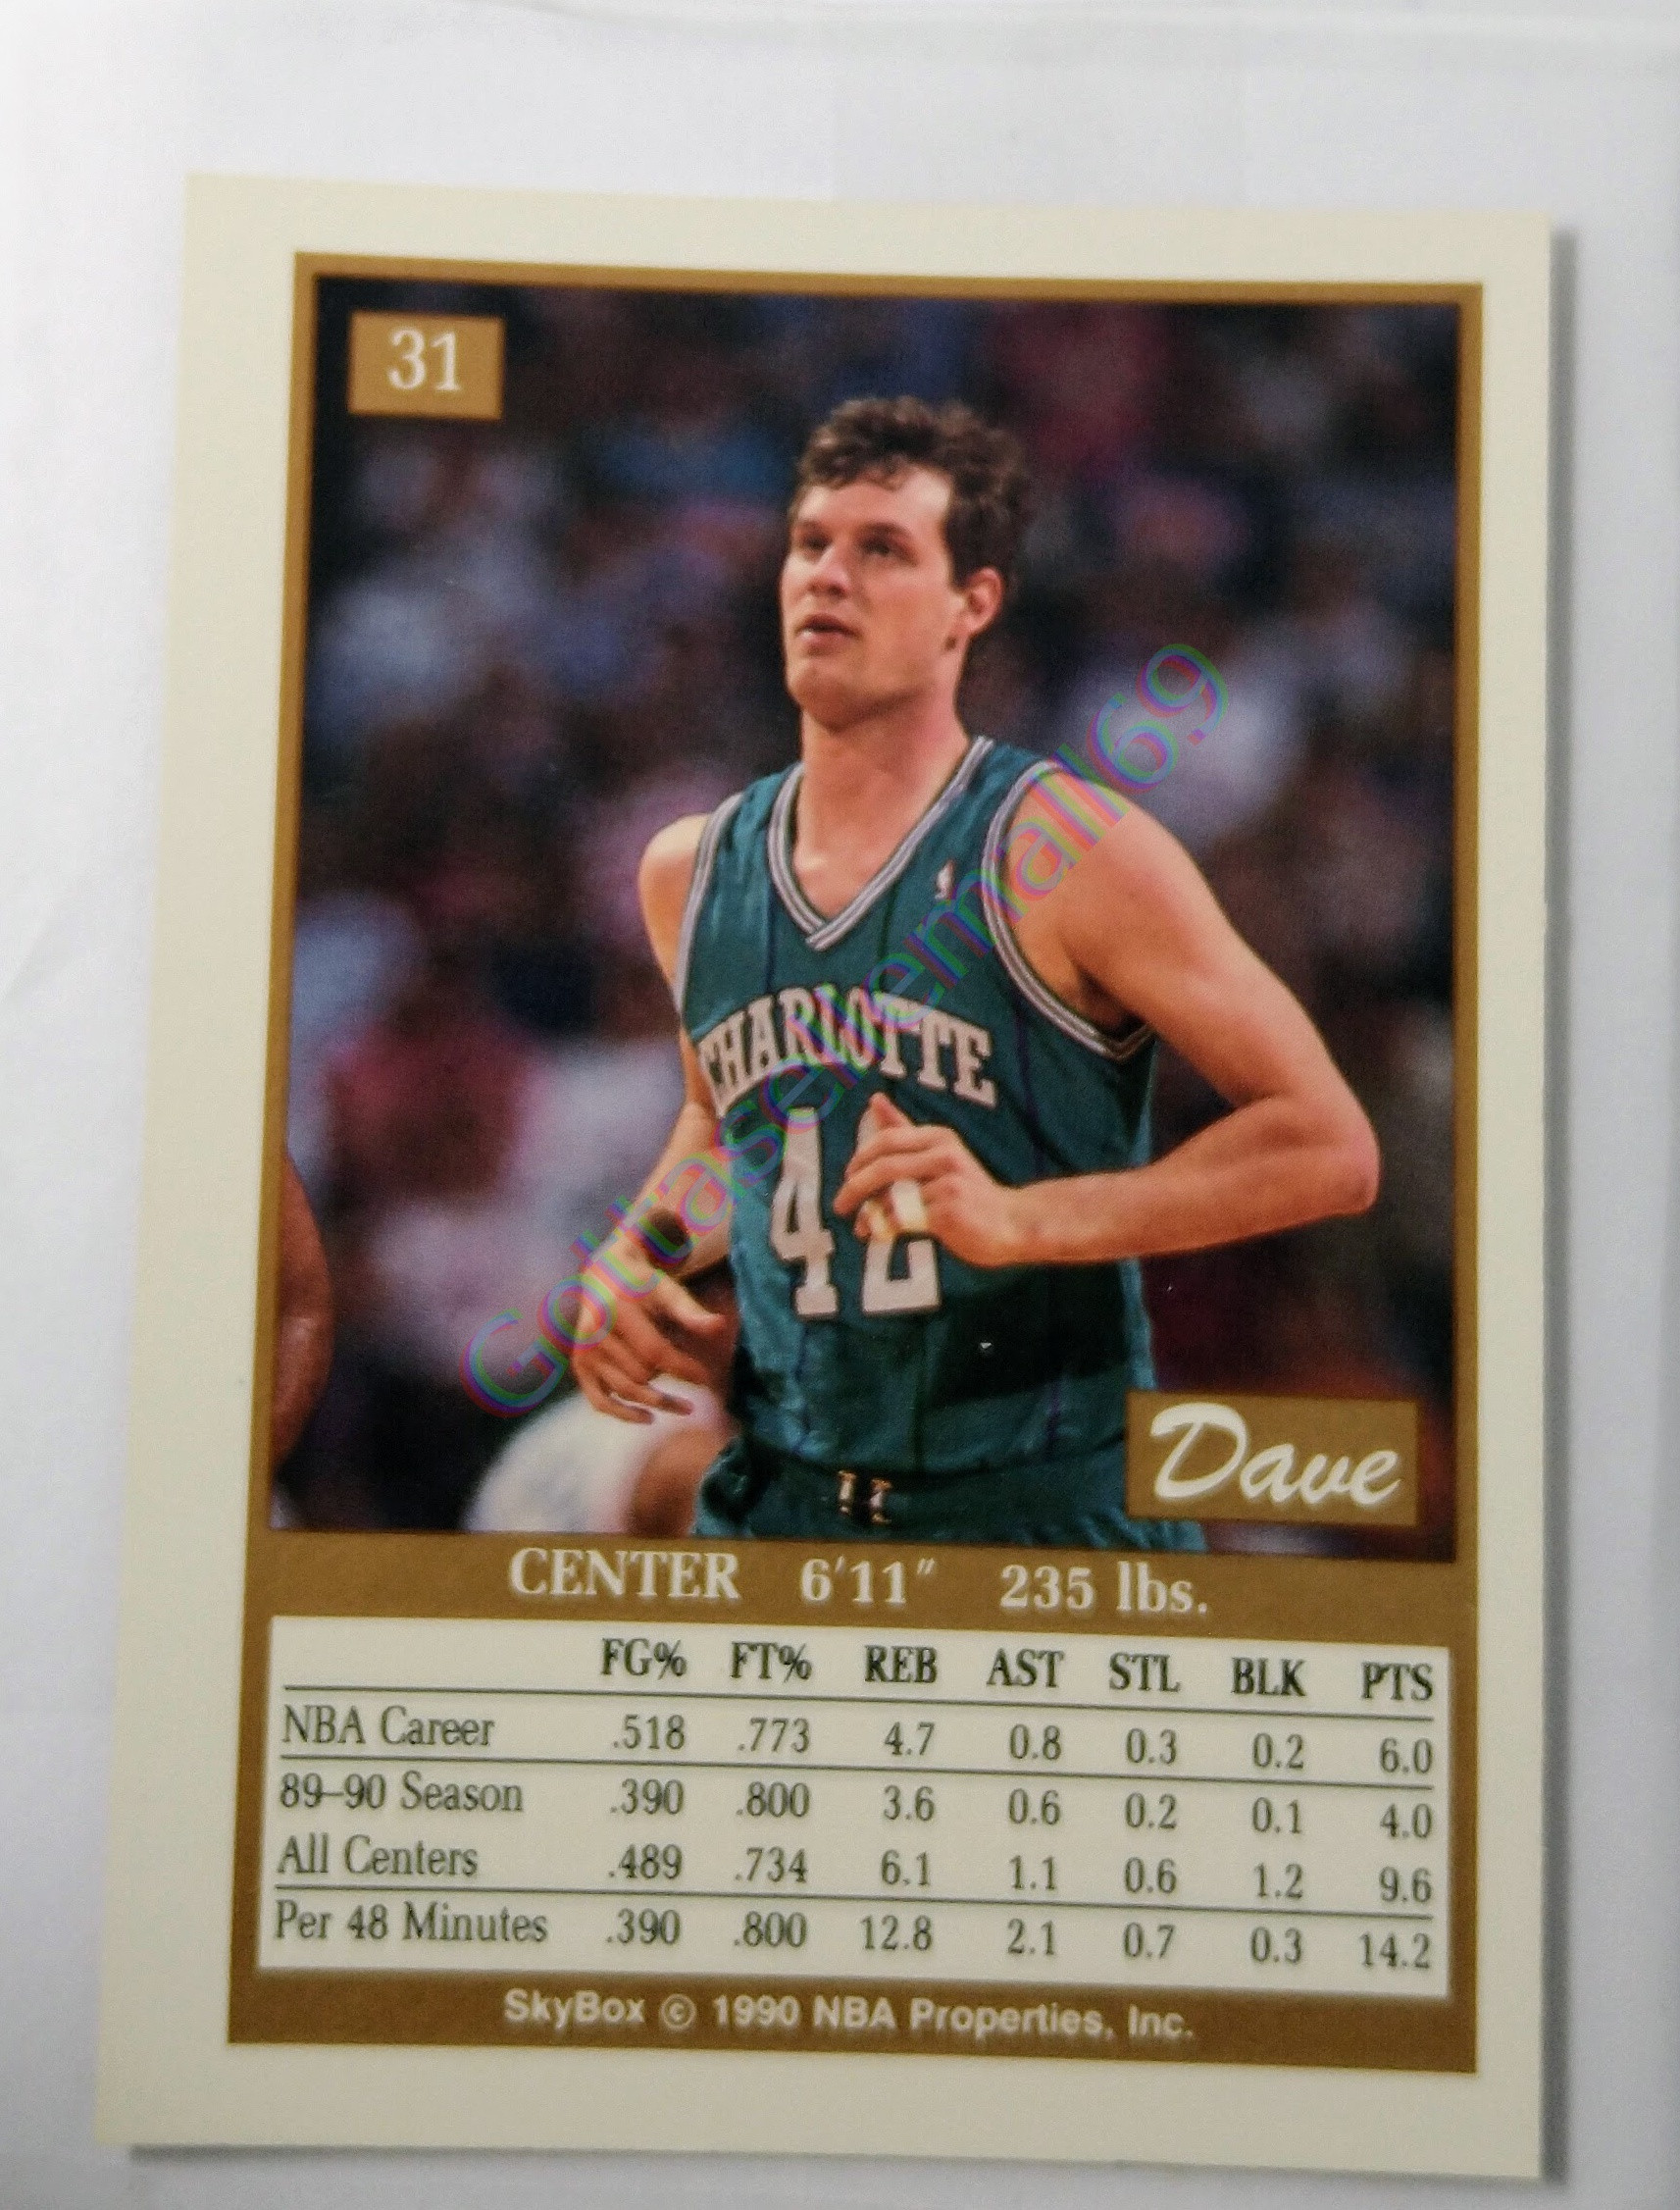 31
CHARLOTTE
42
Gottasellemall69
Dave
CENTER 6'11" 235 lbs.
FG% FT% REB AST STL BLK PTS
NBA Career .518 .773 4.7 0.8 0.3 0.2 6.0
89–90 Season .390 .800 3.6 0.6 0.2 0.1 4.0
All Centers .489 .734 6.1 1.1 0.6 1.2 9.6
Per 48 Minutes .390 .800 12.8 2.1 0.7 0.3 14.2
SkyBox © 1990 NBA Properties, Inc.